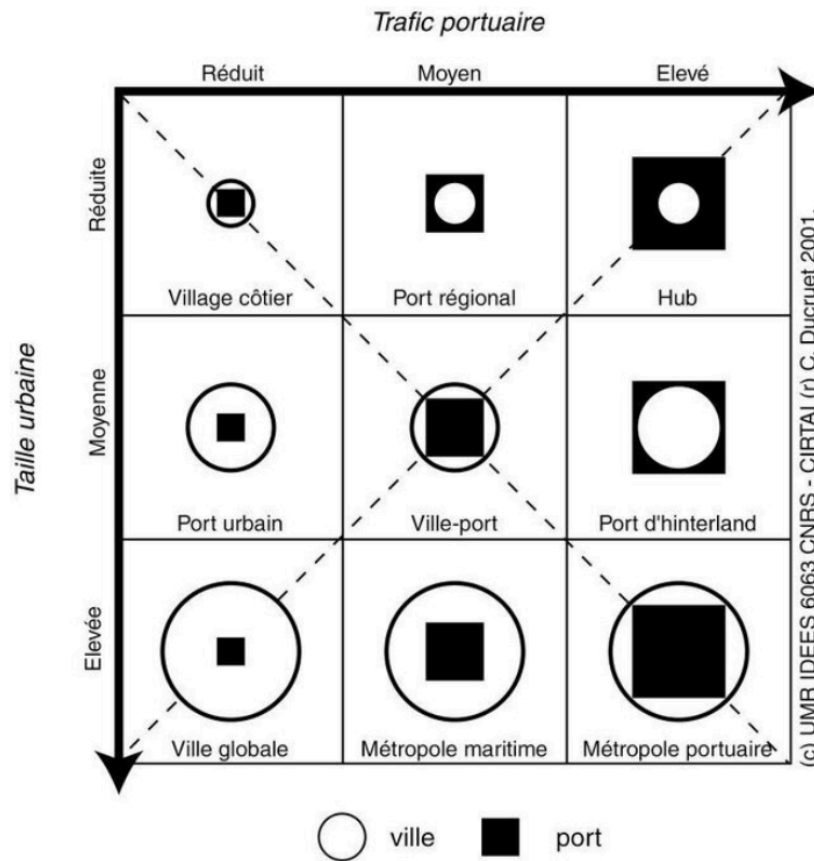 Trafic portuaire
Réduit Moyen Elevé
Taille urbaine
Réduite
Village côtier Port régional Hub
Moyenne
Port urbain Ville-port Port d'hinterland
Elevée
Ville globale Métropole maritime Métropole portuaire
ville port
(c) UMR IDEES 6063 CNRS - CIRTAI (r) C. Ducruet 2001.